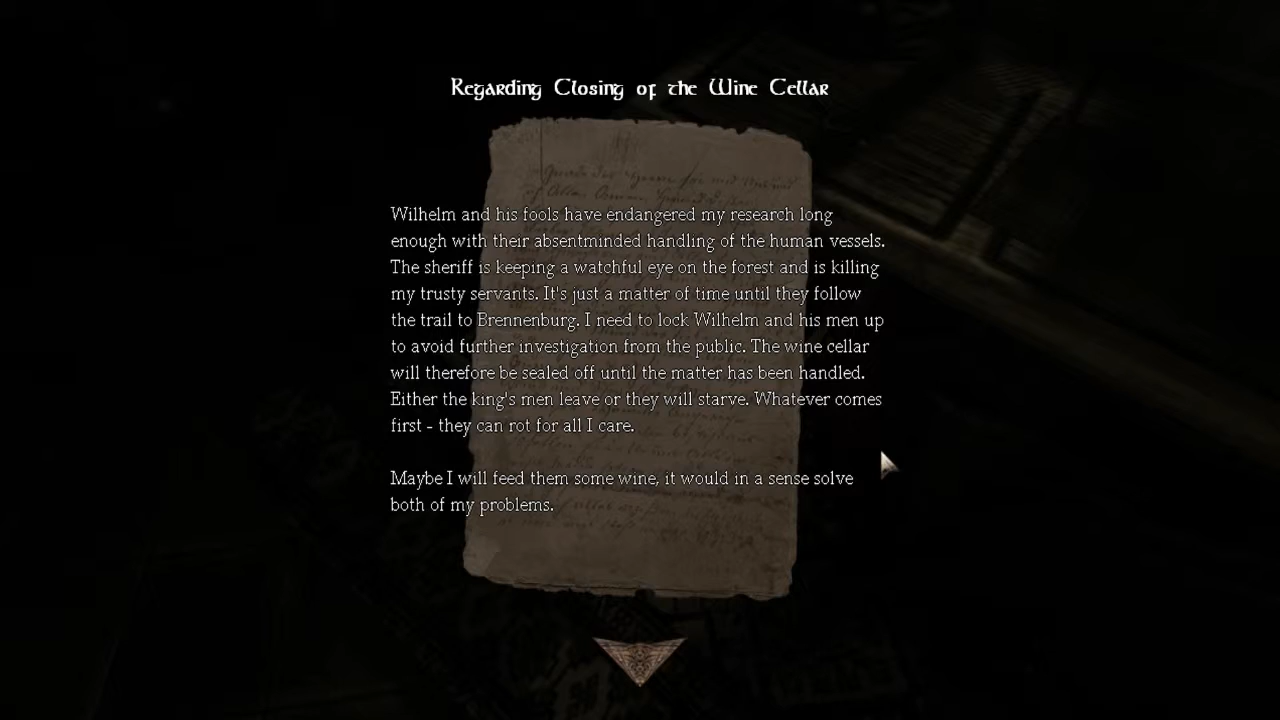 Regarding Closing of the Wine Cellar
Wilhelm and his fools have endangered my research long
enough with their absentminded handling of the human vessels.
The sheriff is keeping a watchful eye on the forest and is killing
my trusty servants. It's just a matter of time until they follow
the trail to Brennenburg. I need to lock Wilhelm and his men up
to avoid further investigation from the public. The wine cellar
will therefore be sealed off until the matter has been handled.
Either the king's men leave or they will starve. Whatever comes
first - they can rot for all I care.
Maybe I will feed them some wine, it would in a sense solve
both of my problems.